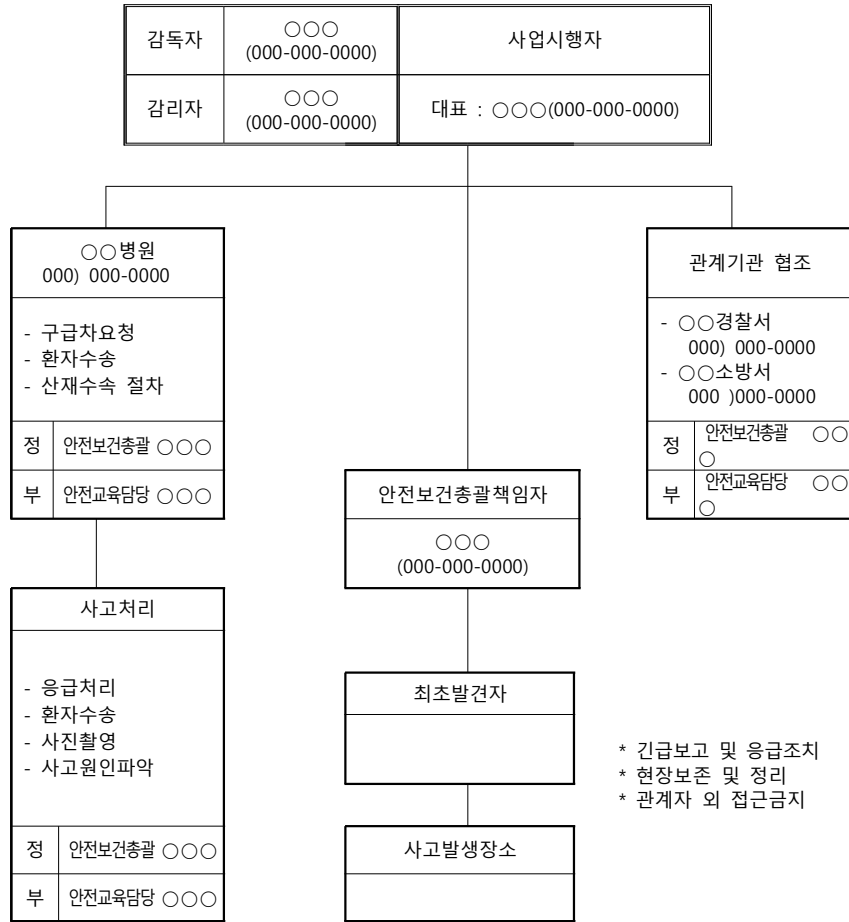 감독자
○○○
(000-000-0000)
사업시행자
감리자
○○○
(000-000-0000)
대표 : ○○○(000-000-0000)
○○병원
000) 000-0000
- 구급차요청
- 환자수송
- 산재수속 절차
정
안전보건총괄 ○○○
부
안전교육담당 ○○○
관계기관 협조
- ○○경찰서
000) 000-0000
- ○○소방서
000 )000-0000
정
안전보건총괄 ○○
○
부
안전교육담당 ○○
○
안전보건총괄책임자
○○○
(000-000-0000)
사고처리
- 응급처리
- 환자수송
- 사진촬영
- 사고원인파악
정
안전보건총괄 ○○○
부
안전교육담당 ○○○
최초발견자
* 긴급보고 및 응급조치
* 현장보존 및 정리
* 관계자 외 접근금지
사고발생장소